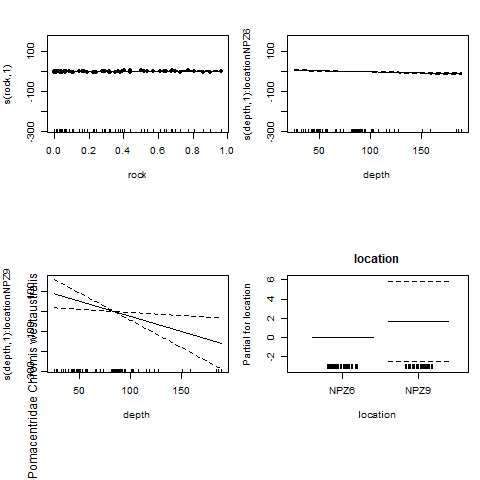 100
-100
-300
s(rock,1)
0.0 0.2 0.4 0.6 0.8 1.0
rock
100
-100
-300
s(depth,1):locationNPZ6
50 100 150
depth
100
-100
-300
s(depth,1):locationNPZ9
50 150
depth
Pomacentridae Chromis westaustralis
location
6
4
2
0
-2
Partial for location
NPZ6 NPZ9
location